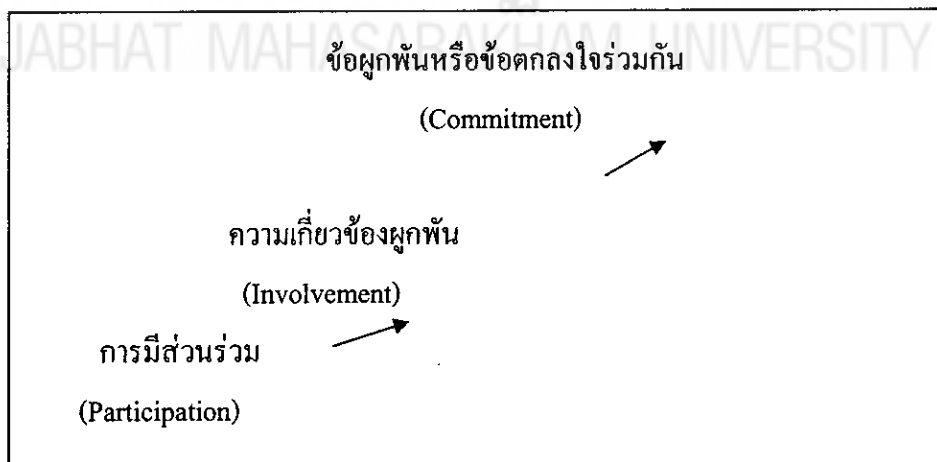 JABHAT MAHASARAKHAM UNIVERSITY
ข้อผูกพันหรือข้อตกลงใจร่วมกัน
(Commitment)
ความเกี่ยวข้องผูกพัน
(Involvement)
การมีส่วนร่วม
(Participation)